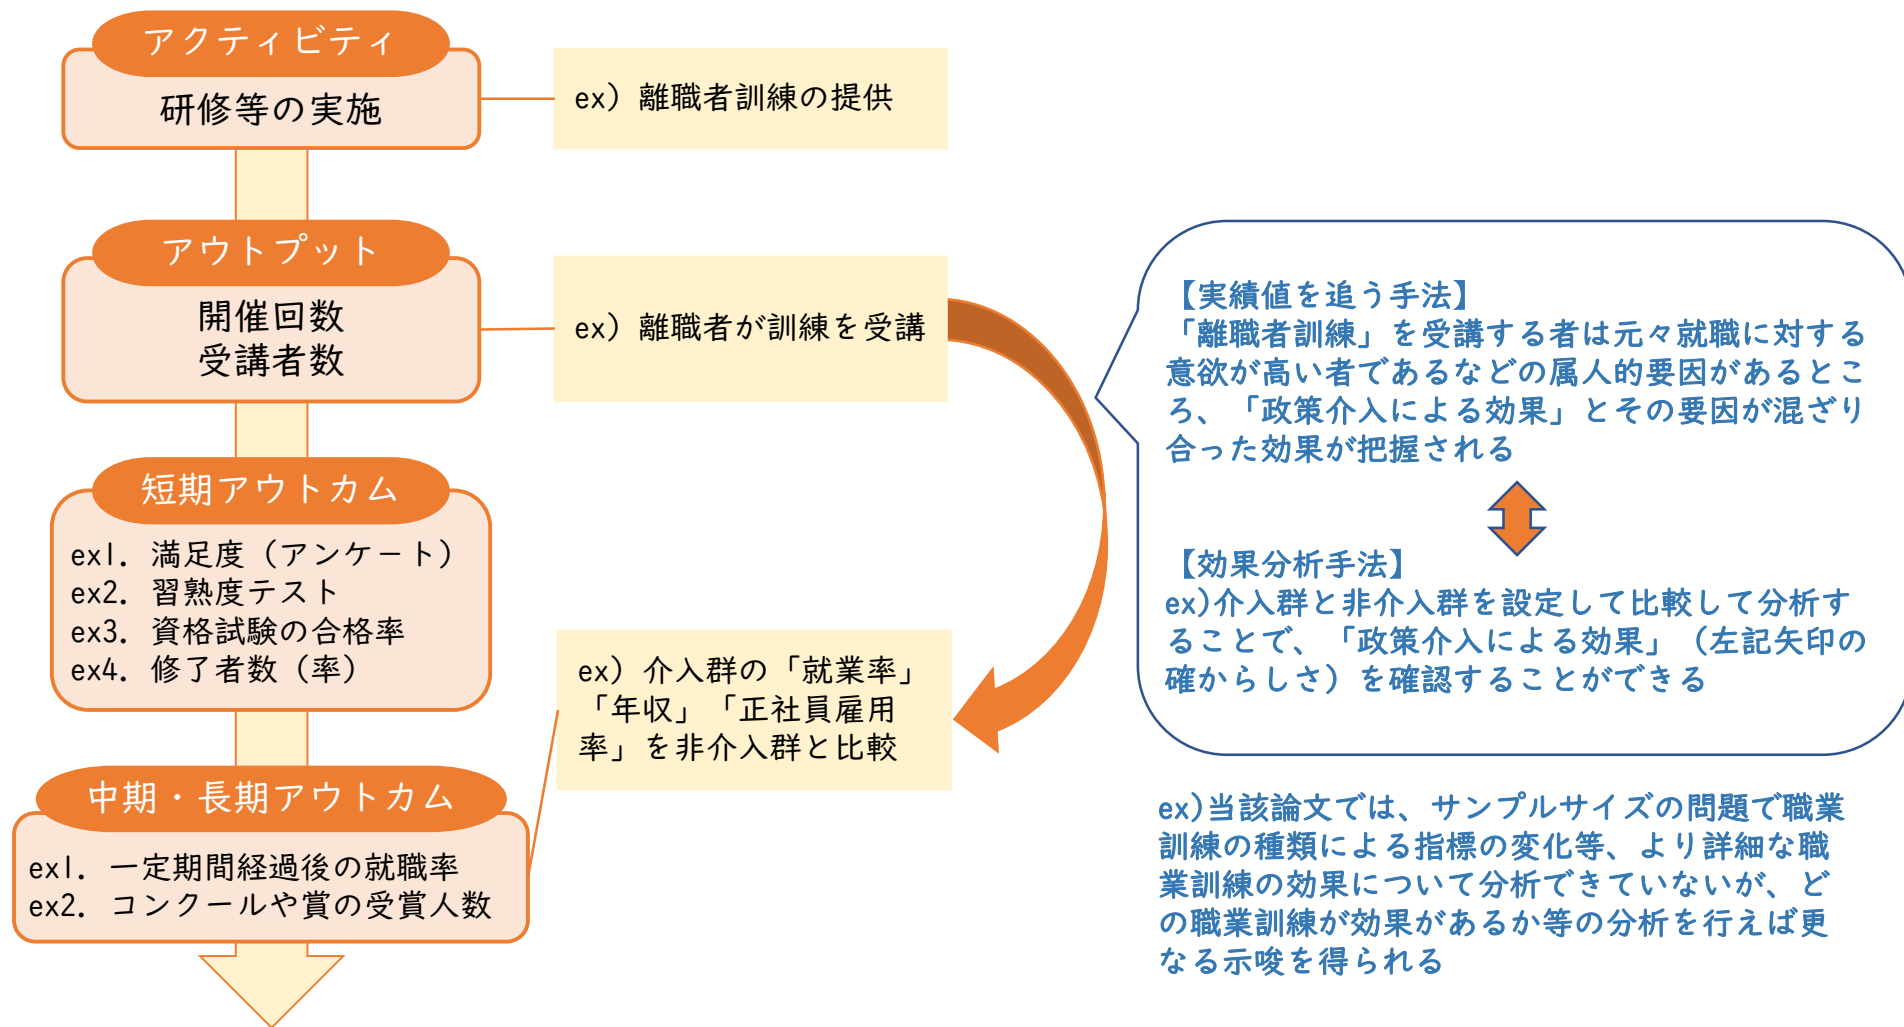 アクティビティ
研修等の実施
ex）離職者訓練の提供
アウトプット
開催回数
受講者数
ex）離職者が訓練を受講
短期アウトカム
ex1. 満足度（アンケート）
ex2. 習熟度テスト
ex3. 資格試験の合格率
ex4. 修了者数（率）
ex）介入群の「就業率」
「年収」「正社員雇用
率」を非介入群と比較
中期・長期アウトカム
ex1. 一定期間経過後の就職率
ex2. コンクールや賞の受賞人数
【実績値を追う手法】
「離職者訓練」を受講する者は元々就職に対する
意欲が高い者であるなどの属人的要因があるとこ
ろ、「政策介入による効果」とその要因が混ざり
合った効果が把握される
【効果分析手法】
ex)介入群と非介入群を設定して比較して分析す
ることで、「政策介入による効果」（左記矢印の
確からしさ）を確認することができる
ex)当該論文では、サンプルサイズの問題で職業
訓練の種類による指標の変化等、より詳細な職
業訓練の効果について分析できていないが、ど
の職業訓練が効果があるか等の分析を行えば更
なる示唆を得られる